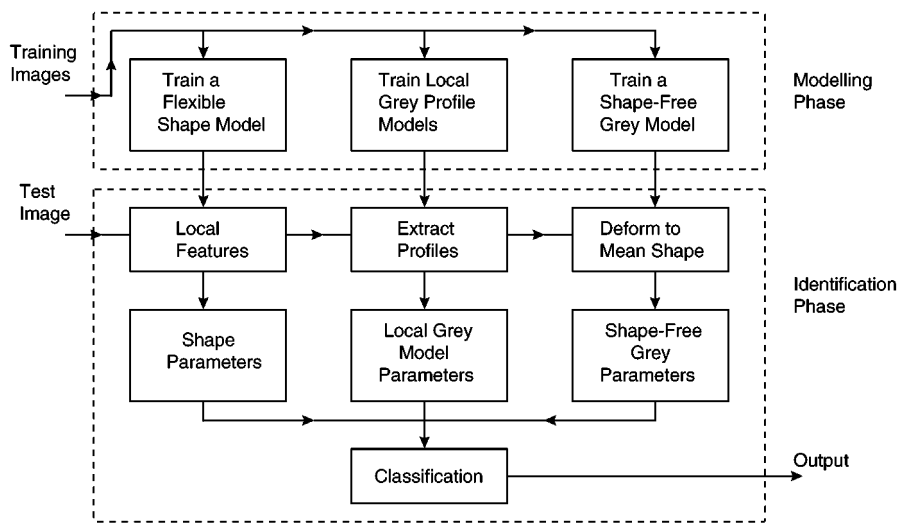 Training
Images
Train a
Flexible
Shape Model
Train Local
Grey Profile
Models
Train a
Shape-Free
Grey Model
Modelling
Phase
Test
Image
Local
Features
Extract
Profiles
Deform to
Mean Shape
Identification
Phase
Shape
Parameters
Local Grey
Model
Parameters
Shape-Free
Grey
Parameters
Classification
Output